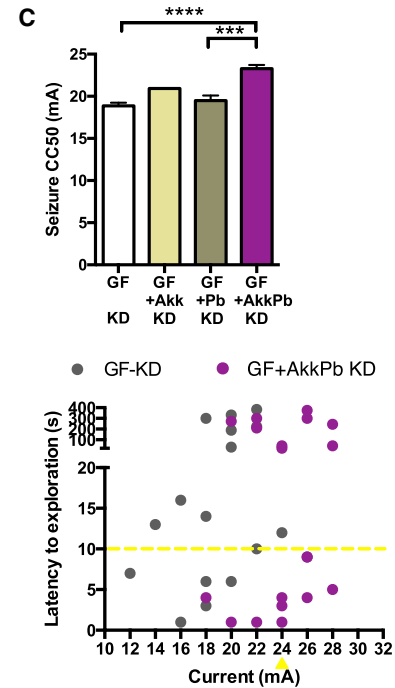 C
****
***
Seizure CC50 (mA)
25
20
15
10
5
0
GF GF GF GF
+Akk +Pb +AkkPb
KD KD KD KD
GF-KD GF+AkkPb KD
Latency to exploration (s)
400
300
200
100
20
15
10
5
0
10 12 14 16 18 20 22 24 26 28 30 32
Current (mA)